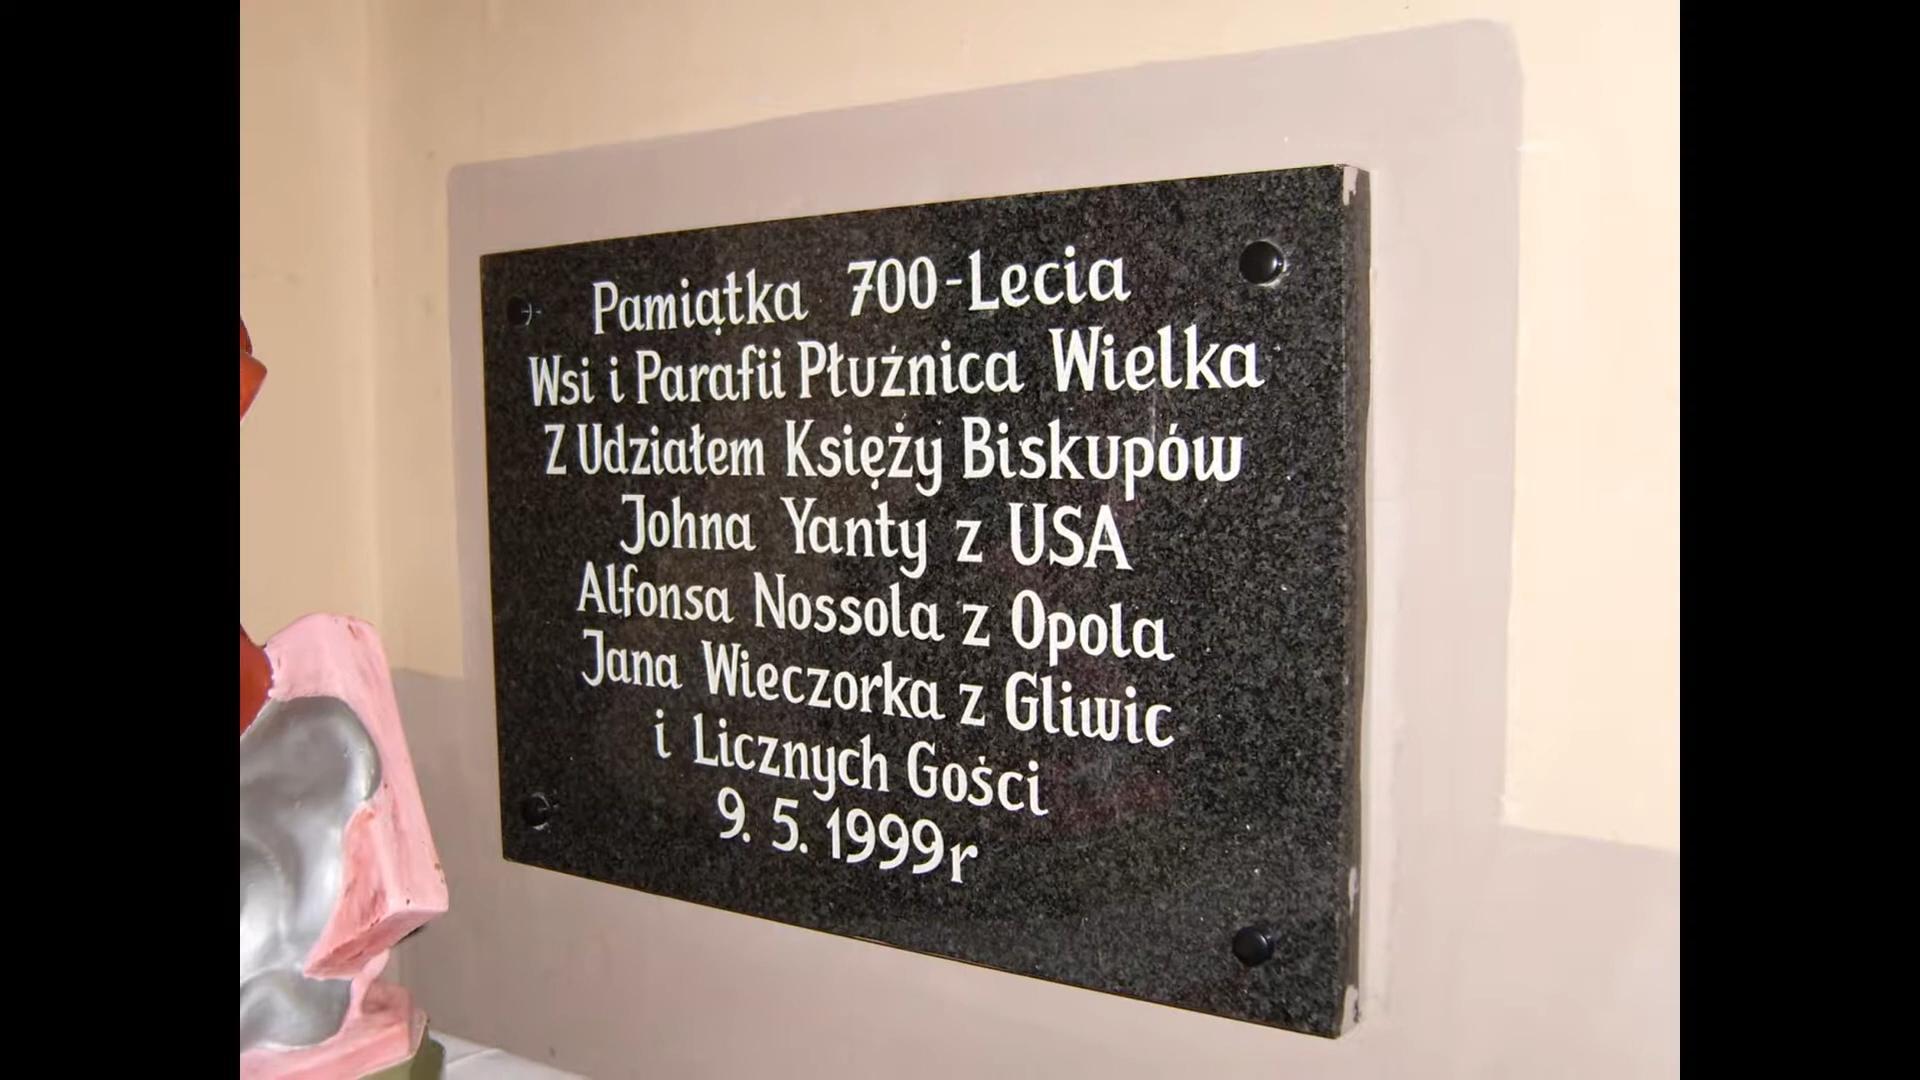 Pamiątka 700-Lecia
Wsi i Parafii Płużnica Wielka
Z Udziałem Księży Biskupów
Johna Yanty z USA
Alfonsa Nossola z Opola
Jana Wieczorka z Gliwic
i Licznych Gości
9. 5. 1999r